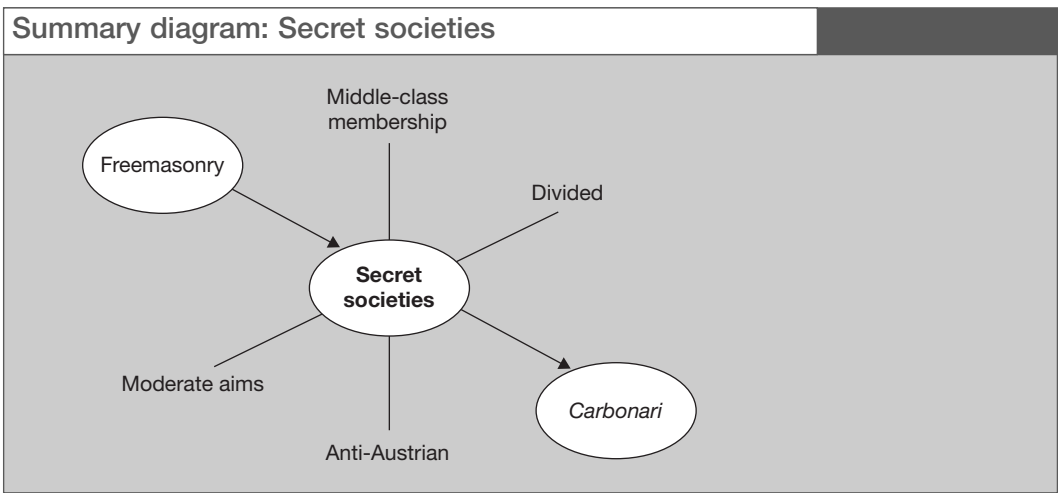 Summary diagram: Secret societies
Middle-class
membership
Freemasonry
Divided
Secret
societies
Moderate aims
Carbonari
Anti-Austrian